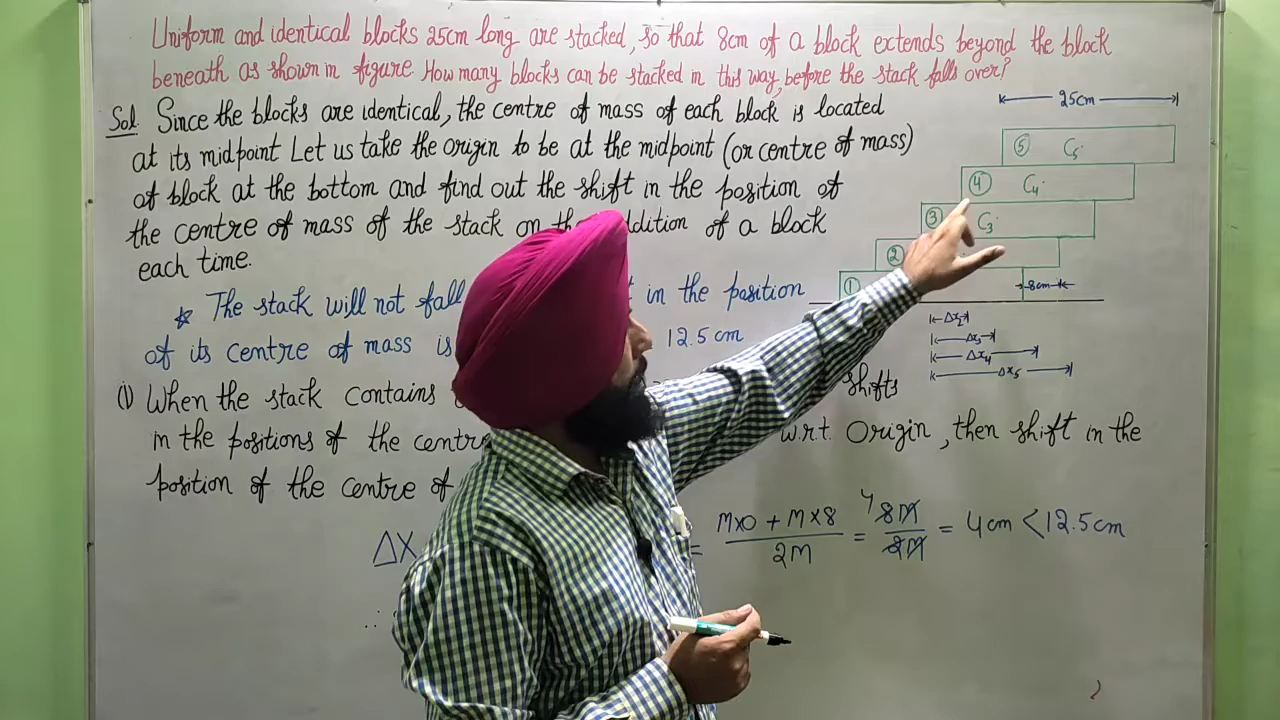 Uniform and identical blocks 25cm long are stacked, so that 8cm of a block extends beyond the block
beneath as shown in figure. How many blocks can be stacked in this way, before the stack falls over?
Sol. Since the blocks are identical, the centre of mass of each block is located
at its midpoint Let us take the origin to be at the midpoint (or centre of mass)
of block at the bottom and find out the shift in the position of
the centre of mass of the stack on the addition of a block
each time.
* The stack will not fall in the position
of its centre of mass is 12.5 cm
(i) When the stack contains shifts
in the positions of the centre w.r.t. Origin, then shift in the
position of the centre of
ΔX = M×0 + M×8 / 2M = 4 8M / 2M = 4cm < 12.5cm
∴
25cm
⑤ C₅
④ C₄
③ C₃
②
①
8cm
Δx₂
Δx₃
Δx₄
Δx₅